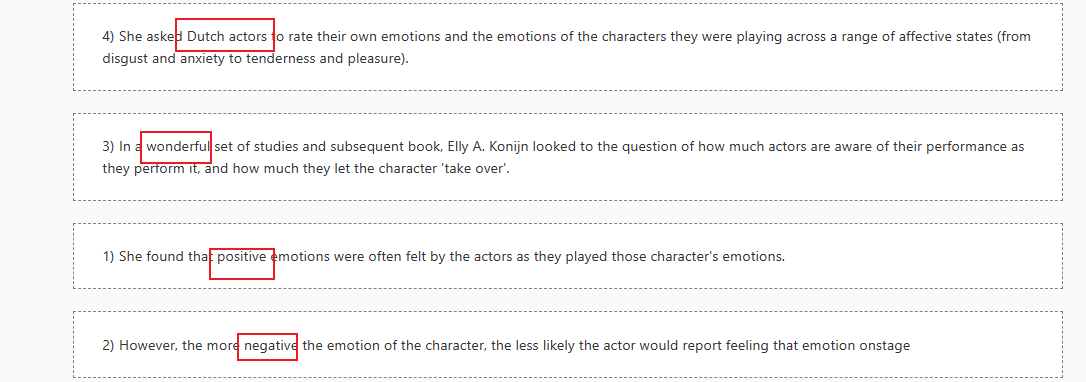 4) She asked Dutch actors to rate their own emotions and the emotions of the characters they were playing across a range of affective states (from
disgust and anxiety to tenderness and pleasure).
3) In a wonderful set of studies and subsequent book, Elly A. Konijn looked to the question of how much actors are aware of their performance as
they perform it, and how much they let the character 'take over'.
1) She found that positive emotions were often felt by the actors as they played those character's emotions.
2) However, the more negative the emotion of the character, the less likely the actor would report feeling that emotion onstage